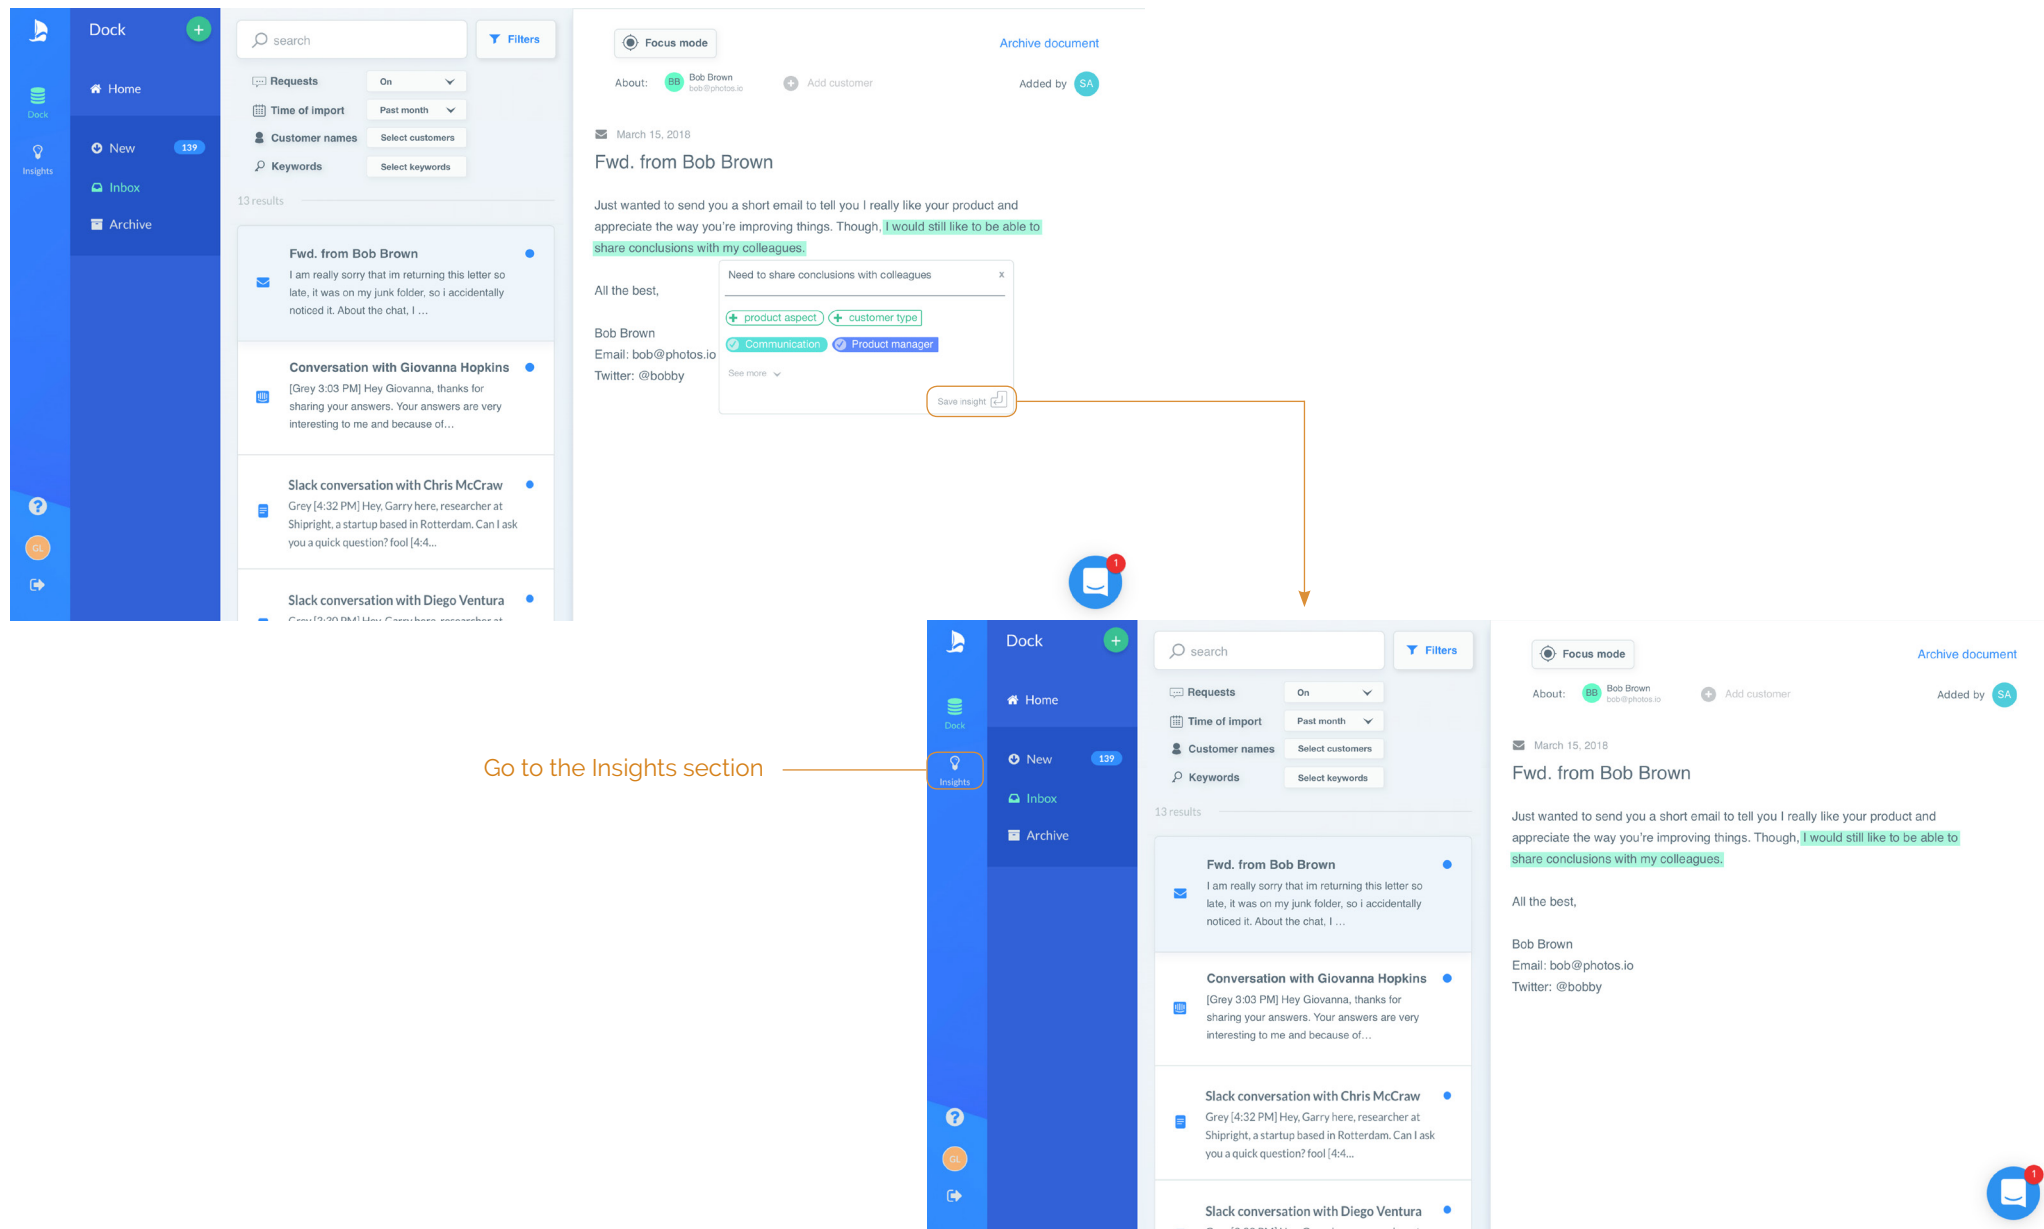 Dock
+
search
Filters
Focus mode
Archive document
Requests
On
About:
BB
Bob Brown
bob@photos.io
Add customer
Added by
SA
Home
Dock
Time of import
Past month
Customer names
Select customers
New
139
Keywords
Select keywords
Insights
Inbox
Archive
13 results
March 15, 2018
Fwd. from Bob Brown
Just wanted to send you a short email to tell you I really like your product and
appreciate the way you're improving things. Though, I would still like to be able to
share conclusions with my colleagues.
All the best,
Bob Brown
Email: bob@photos.io
Twitter: @bobby
Need to share conclusions with colleagues
x
+ product aspect
+ customer type
Communication
Product manager
See more
Save insight
Fwd. from Bob Brown
I am really sorry that im returning this letter so
late, it was on my junk folder, so i accidentally
noticed it. About the chat, I ...
Conversation with Giovanna Hopkins
[Grey 3:03 PM] Hey Giovanna, thanks for
sharing your answers. Your answers are very
interesting to me and because of...
Slack conversation with Chris McCraw
Grey [4:32 PM] Hey, Garry here, researcher at
Shipright, a startup based in Rotterdam. Can I ask
you a quick question? fool [4:4...
Slack conversation with Diego Ventura
Grey [3:30 PM] Hey, Garry here, researcher at
?
GL
1
Go to the Insights section
Dock
+
search
Filters
Focus mode
Archive document
Requests
On
About:
BB
Bob Brown
bob@photos.io
Add customer
Added by
SA
Home
Dock
Time of import
Past month
Customer names
Select customers
New
139
Keywords
Select keywords
Insights
Inbox
Archive
13 results
March 15, 2018
Fwd. from Bob Brown
Just wanted to send you a short email to tell you I really like your product and
appreciate the way you're improving things. Though, I would still like to be able to
share conclusions with my colleagues.
All the best,
Bob Brown
Email: bob@photos.io
Twitter: @bobby
Fwd. from Bob Brown
I am really sorry that im returning this letter so
late, it was on my junk folder, so i accidentally
noticed it. About the chat, I ...
Conversation with Giovanna Hopkins
[Grey 3:03 PM] Hey Giovanna, thanks for
sharing your answers. Your answers are very
interesting to me and because of...
Slack conversation with Chris McCraw
Grey [4:32 PM] Hey, Garry here, researcher at
Shipright, a startup based in Rotterdam. Can I ask
you a quick question? fool [4:4...
Slack conversation with Diego Ventura
?
GL
1